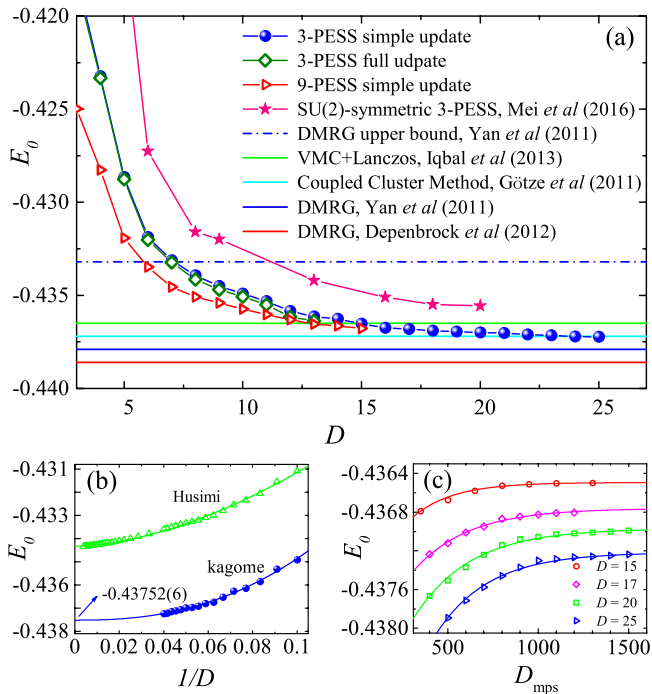 (a)
3-PESS simple update
3-PESS full udpate
9-PESS simple update
SU(2)-symmetric 3-PESS, Mei et al (2016)
DMRG upper bound, Yan et al (2011)
VMC+Lanczos, Iqbal et al (2013)
Coupled Cluster Method, Götze et al (2011)
DMRG, Yan et al (2011)
DMRG, Depenbrock et al (2012)
E0
-0.420
-0.425
-0.430
-0.435
-0.440
5 10 15 20 25
D
(b)
E0
-0.431
-0.433
-0.436
-0.438
Husimi
kagome
-0.43752(6)
0.00 0.02 0.04 0.06 0.08 0.1
1/D
(c)
E0
-0.4364
-0.4368
-0.4372
-0.4376
-0.4380
D = 15
D = 17
D = 20
D = 25
500 1000 1500
Dmps